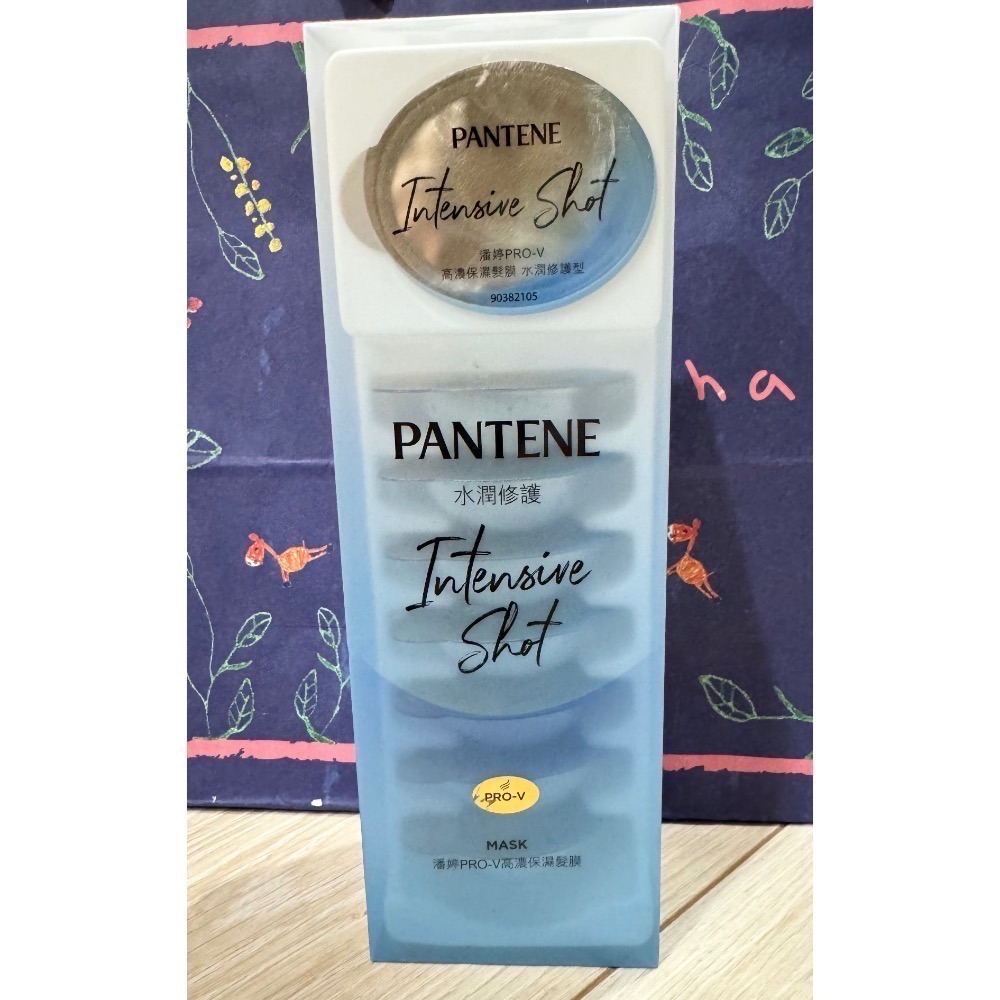 PANTENE
Intensive Shot
潘婷PRO-V
高濃保濕髮膜 水潤修護型
90382105
ha
PANTENE
水潤修護
Intensive
Shot
PRO-V
MASK
潘婷PRO-V高濃保濕髮膜